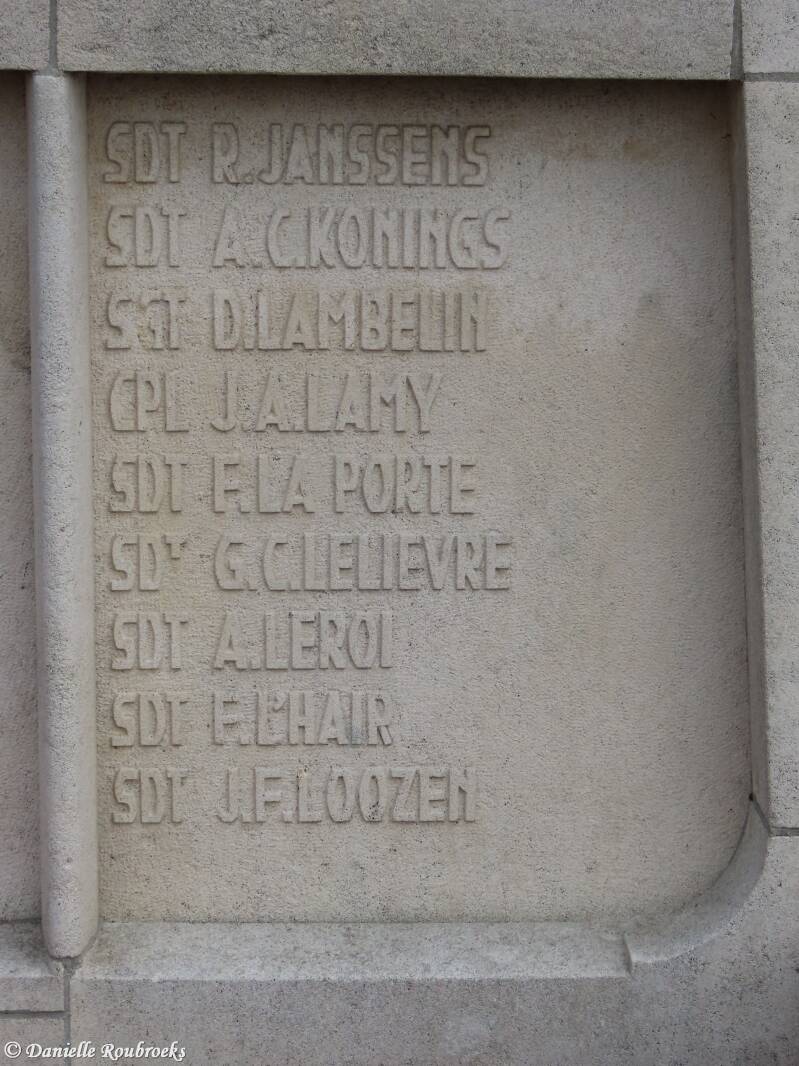 SDT R. JANSSENS
SDT A.C. KONINGS
SGT D. LAMBELIN
CPL J.A. LAMY
SDT F. LA PORTE
SDT G.C. LELIEVRE
SDT A. LEROI
SDT F. L'HAIR
SDT J.F. LOOZEN
© Danielle Roubroeks